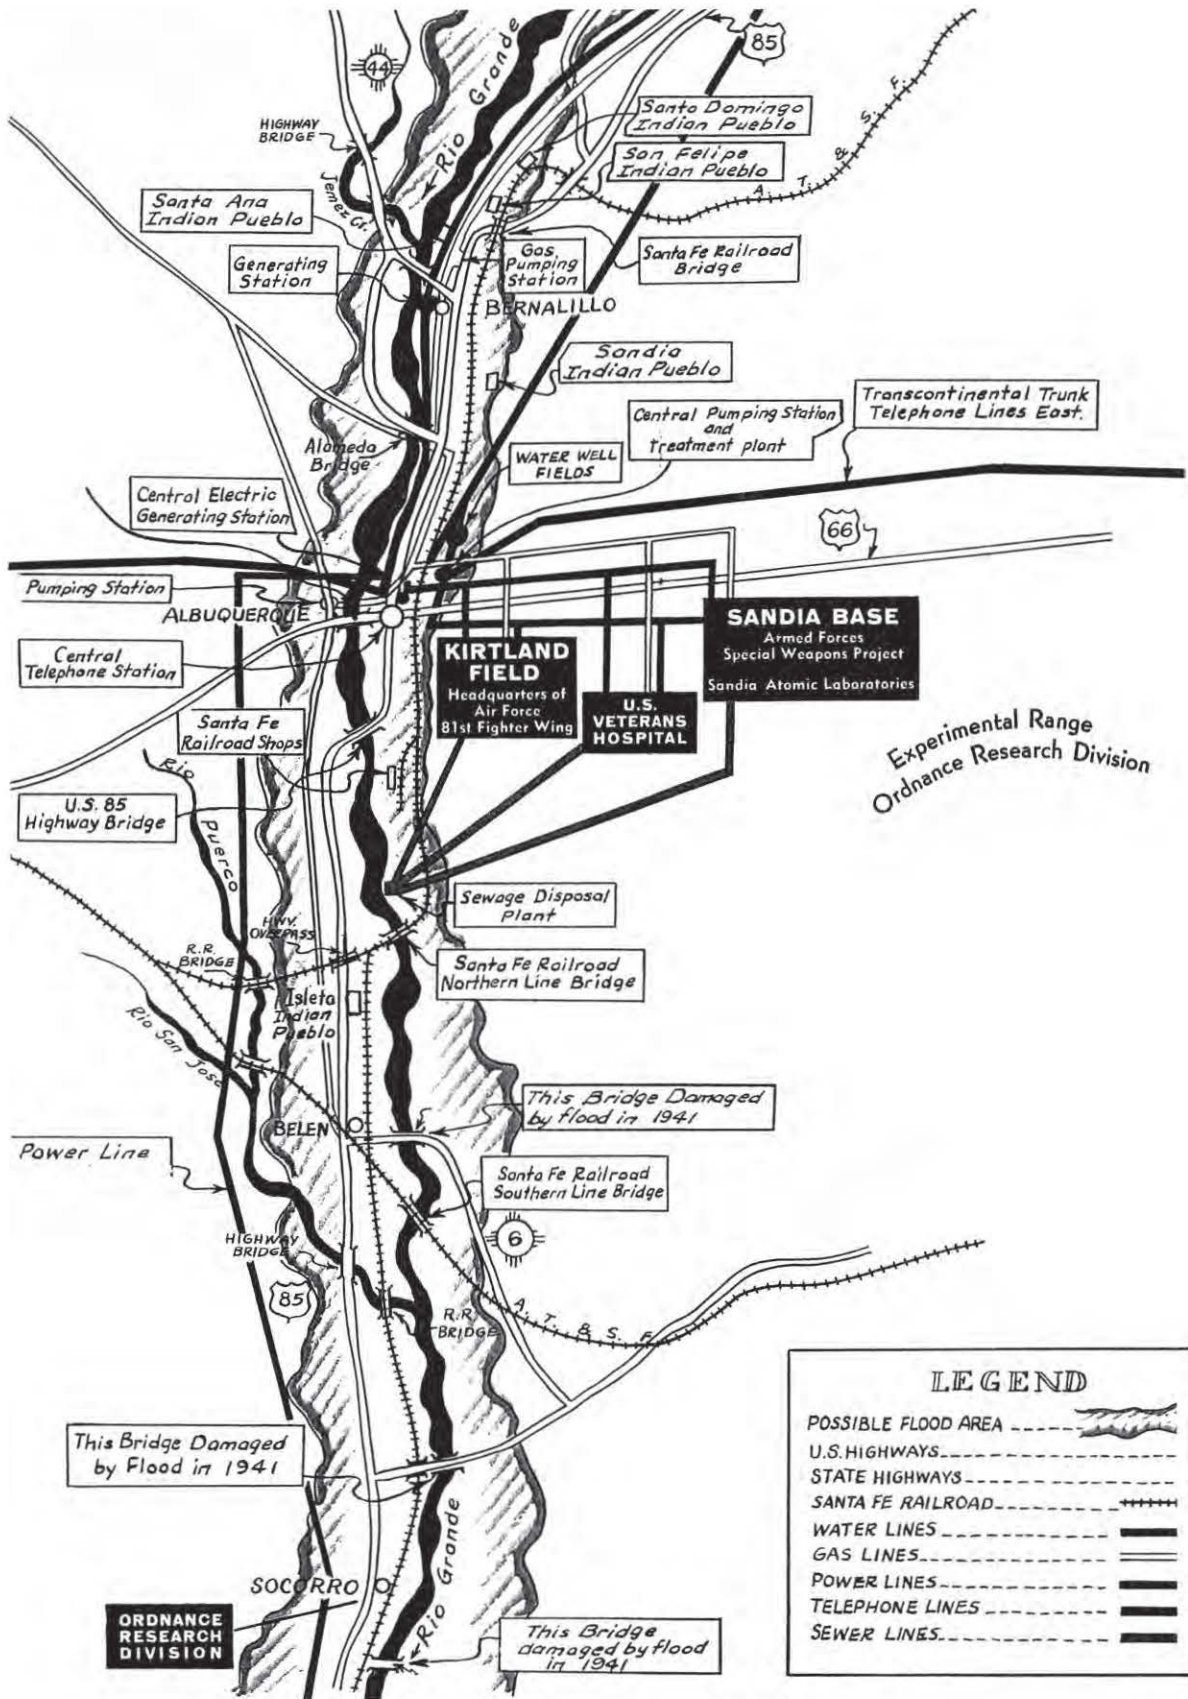 85
44
Rio Grande
HIGHWAY
BRIDGE
Jemez Cr.
Santo Domingo
Indian Pueblo
San Felipe
Indian Pueblo
A. T. & S. F.
Santa Ana
Indian Pueblo
Generating
Station
Gas
Pumping
Station
Santa Fe Railroad
Bridge
BERNALILLO
Sandia
Indian Pueblo
Transcontinental Trunk
Telephone Lines East.
Central Pumping Station
and
Treatment plant
Alameda
Bridge
WATER WELL
FIELDS
Central Electric
Generating Station
66
Pumping Station
ALBUQUERQUE
Central
Telephone Station
KIRTLAND
FIELD
Headquarters of
Air Force
81st Fighter Wing
U.S.
VETERANS
HOSPITAL
SANDIA BASE
Armed Forces
Special Weapons Project
Sandia Atomic Laboratories
Experimental Range
Ordnance Research Division
Santa Fe
Railroad Shops
U.S. 85
Highway Bridge
Rio Puerco
Sewage Disposal
Plant
HWY.
OVERPASS
R.R.
BRIDGE
Santa Fe Railroad
Northern Line Bridge
Isleta
Indian
Pueblo
Rio San Jose
This Bridge Damaged
by flood in 1941
BELEN
Power Line
Santa Fe Railroad
Southern Line Bridge
6
HIGHWAY
BRIDGE
85
R.R.
BRIDGE
A. T. & S. F.
This Bridge Damaged
by Flood in 1941
Rio Grande
SOCORRO
ORDNANCE
RESEARCH
DIVISION
This Bridge
damaged by flood
in 1941
LEGEND
POSSIBLE FLOOD AREA
U.S. HIGHWAYS
STATE HIGHWAYS
SANTA FE RAILROAD
WATER LINES
GAS LINES
POWER LINES
TELEPHONE LINES
SEWER LINES